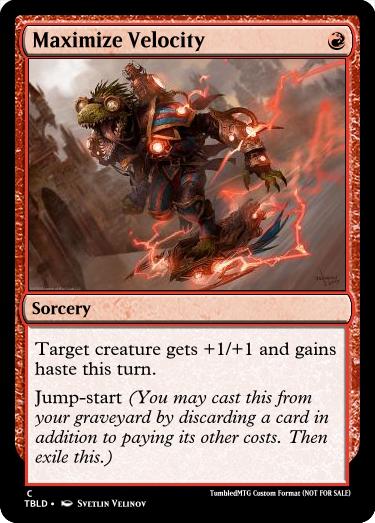 Maximize Velocity
Sorcery
Target creature gets +1/+1 and gains
haste this turn.
Jump-start (You may cast this from
your graveyard by discarding a card in
addition to paying its other costs. Then
exile this.)
C
TBLD • Svetlin Velinov
TumbledMTG Custom Format (NOT FOR SALE)